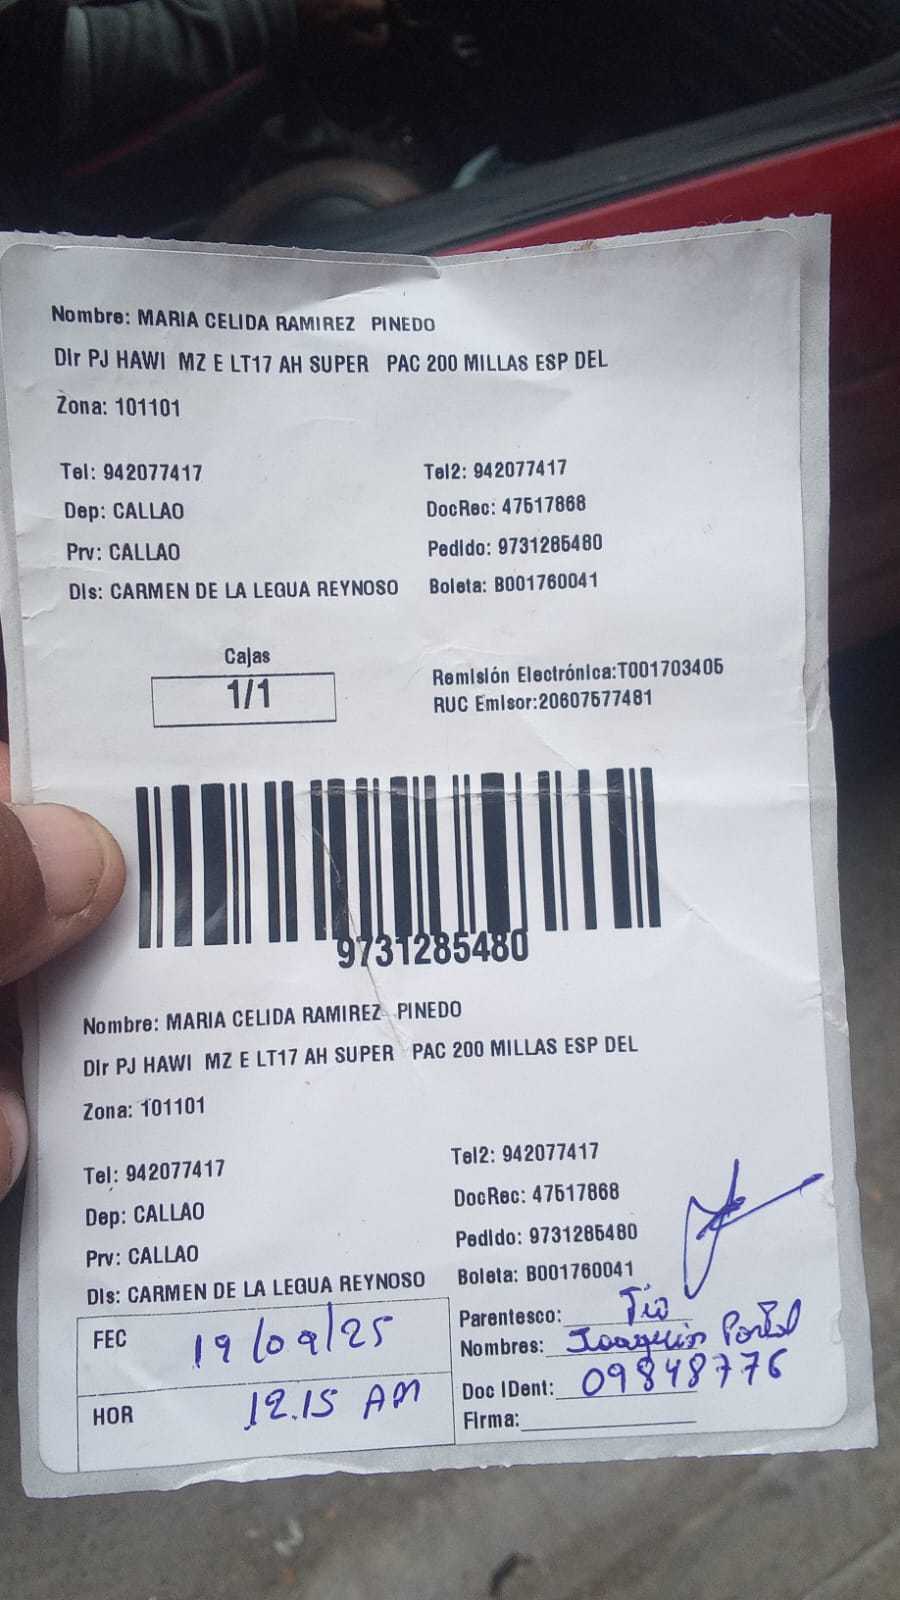 Nombre: MARIA CELIDA RAMIREZ PINEDO
Dir PJ HAWI MZ E LT17 AH SUPER PAC 200 MILLAS ESP DEL
Zona: 101101
Tel: 942077417 Tel2: 942077417
Dep: CALLAO DocRec: 47517868
Prv: CALLAO Pedido: 9731285480
Dis: CARMEN DE LA LEGUA REYNOSO Boleta: B001760041
Cajas
1/1
Remisión Electrónica:T001703405
RUC Emisor:20607577481
9731285480
Nombre: MARIA CELIDA RAMIREZ PINEDO
Dir PJ HAWI MZ E LT17 AH SUPER PAC 200 MILLAS ESP DEL
Zona: 101101
Tel: 942077417 Tel2: 942077417
Dep: CALLAO DocRec: 47517868
Prv: CALLAO Pedido: 9731285480
Dis: CARMEN DE LA LEGUA REYNOSO Boleta: B001760041
FEC 19/09/25
HOR 12.15 AM
Parentesco: Tio
Nombres: Joaquin Portal
Doc IDent: 09848776
Firma: